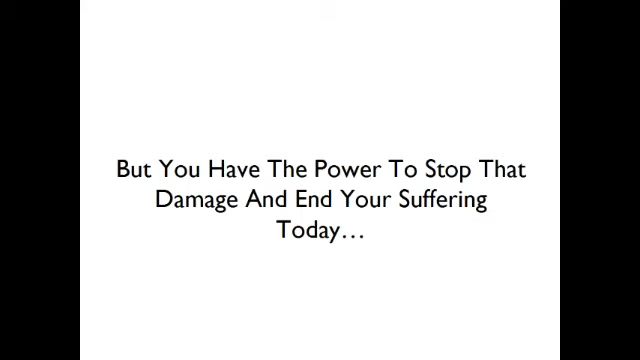 But You Have The Power To Stop That
Damage And End Your Suffering
Today…